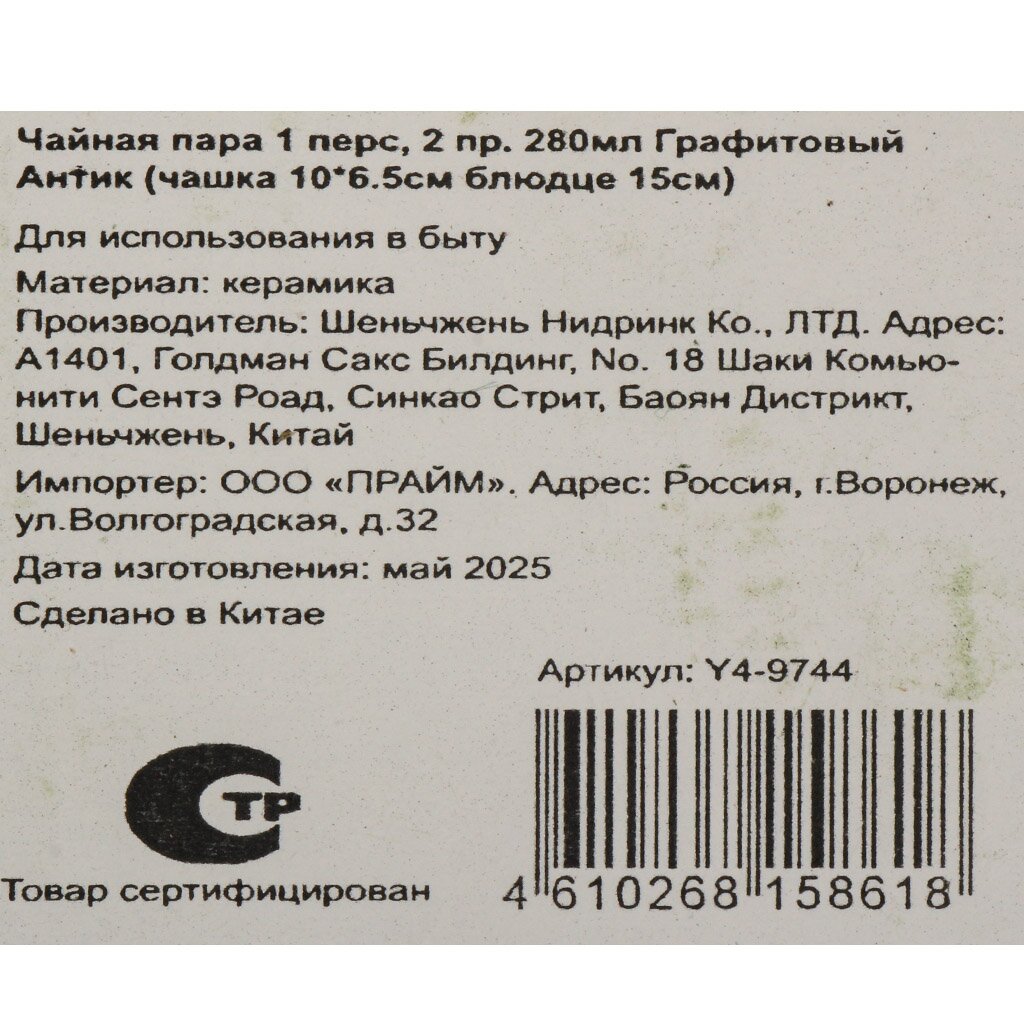 Чайная пара 1 перс, 2 пр. 280мл Графитовый
Антик (чашка 10*6.5см блюдце 15см)
Для использования в быту
Материал: керамика
Производитель: Шеньчжень Нидринк Ко., ЛТД. Адрес:
А1401, Голдман Сакс Билдинг, No. 18 Шаки Комью-
нити Сентэ Роад, Синкао Стрит, Баоян Дистрикт,
Шеньчжень, Китай
Импортер: ООО «ПРАЙМ». Адрес: Россия, г.Воронеж,
ул.Волгоградская, д.32
Дата изготовления: май 2025
Сделано в Китае
Артикул: Y4-9744
СТР
Товар сертифицирован
4 610268 158618